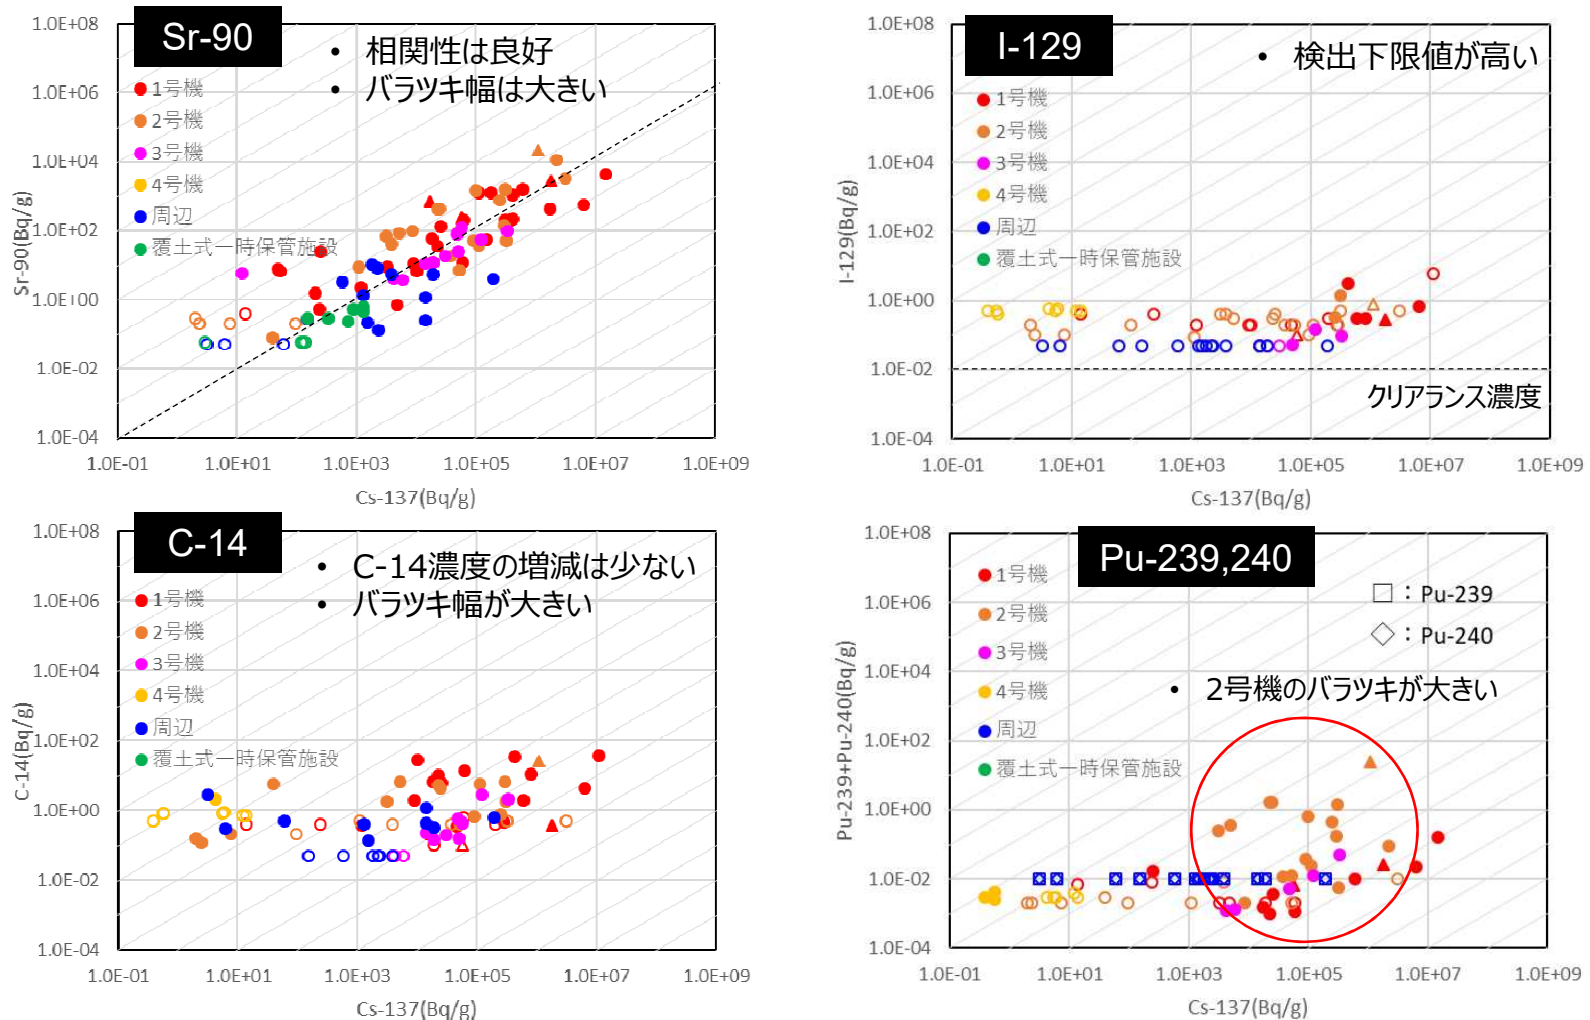 Sr-90
• 相関性は良好
• バラツキ幅は大きい
1.0E+08
1.0E+06
1.0E+04
1.0E+02
1.0E+00
1.0E-02
1.0E-04
Sr-90(Bq/g)
1号機
2号機
3号機
4号機
周辺
覆土式一時保管施設
1.0E-01
1.0E+01
1.0E+03
1.0E+05
1.0E+07
1.0E+09
Cs-137(Bq/g)
I-129
• 検出下限値が高い
1.0E+08
1.0E+06
1.0E+04
1.0E+02
1.0E+00
1.0E-02
1.0E-04
I-129(Bq/g)
1号機
2号機
3号機
4号機
周辺
覆土式一時保管施設
クリアランス濃度
1.0E-01
1.0E+01
1.0E+03
1.0E+05
1.0E+07
1.0E+09
Cs-137(Bq/g)
C-14
• C-14濃度の増減は少ない
• バラツキ幅が大きい
1.0E+08
1.0E+06
1.0E+04
1.0E+02
1.0E+00
1.0E-02
1.0E-04
C-14(Bq/g)
1号機
2号機
3号機
4号機
周辺
覆土式一時保管施設
1.0E-01
1.0E+01
1.0E+03
1.0E+05
1.0E+07
1.0E+09
Cs-137(Bq/g)
Pu-239,240
□：Pu-239
◇：Pu-240
• 2号機のバラツキが大きい
1.0E+08
1.0E+06
1.0E+04
1.0E+02
1.0E+00
1.0E-02
1.0E-04
Pu-239+Pu-240(Bq/g)
1号機
2号機
3号機
4号機
周辺
覆土式一時保管施設
1.0E-01
1.0E+01
1.0E+03
1.0E+05
1.0E+07
1.0E+09
Cs-137(Bq/g)